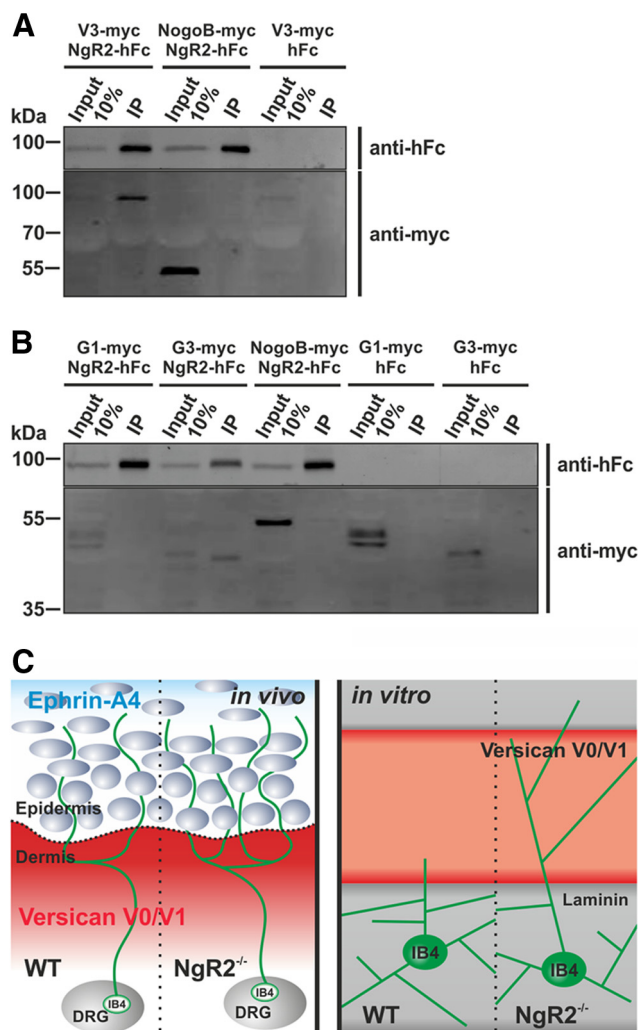 A
V3-myc NogoB-myc V3-myc
NgR2-hFc NgR2-hFc hFc
Input 10% IP Input 10% IP Input 10% IP
kDa
100
anti-hFc
100
70
55
anti-myc
B
G1-myc G3-myc NogoB-myc G1-myc G3-myc
NgR2-hFc NgR2-hFc NgR2-hFc hFc hFc
Input 10% IP Input 10% IP Input 10% IP Input 10% IP Input 10% IP
kDa
100
anti-hFc
55
35
anti-myc
C
Ephrin-A4 in vivo
Epidermis
Dermis
Versican V0/V1
WT NgR2-/-
IB4 IB4
DRG DRG
in vitro
Versican V0/V1
Laminin
IB4 IB4
WT NgR2-/-